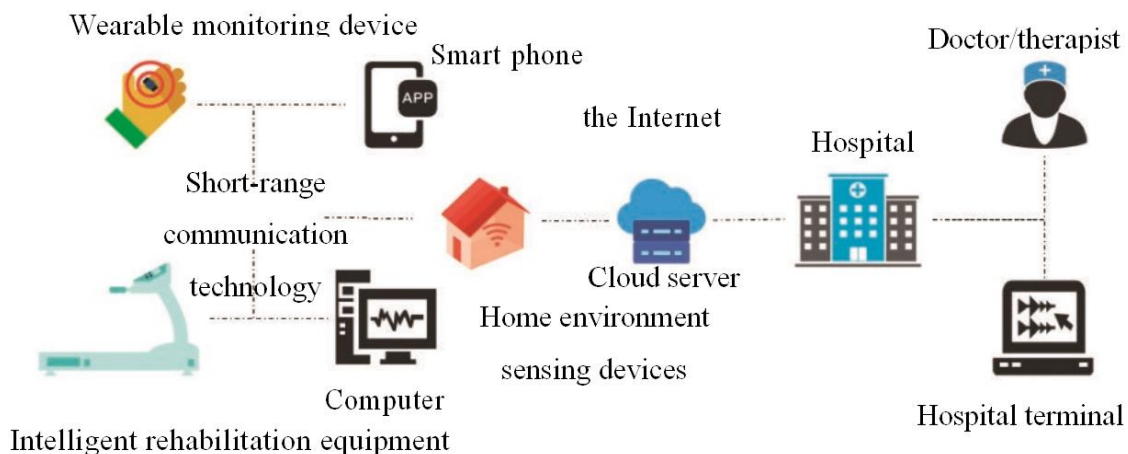 Wearable monitoring device
Smart phone
APP
Doctor/therapist
the Internet
Hospital
Short-range
communication
technology
Cloud server
Home environment
sensing devices
Computer
Hospital terminal
Intelligent rehabilitation equipment